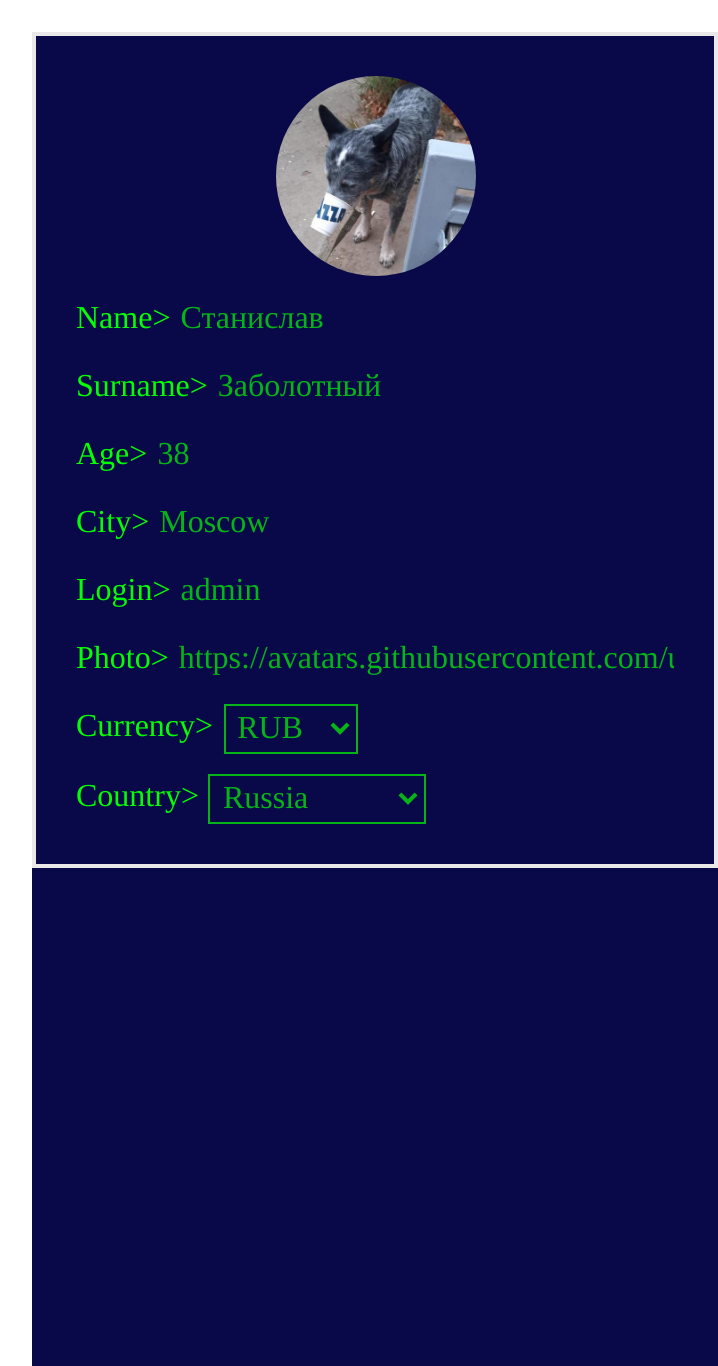 IZZA
Name> Станислав
Surname> Заболотный
Age> 38
City> Moscow
Login> admin
Photo> https://avatars.githubusercontent.com/u
Currency> RUB
Country> Russia